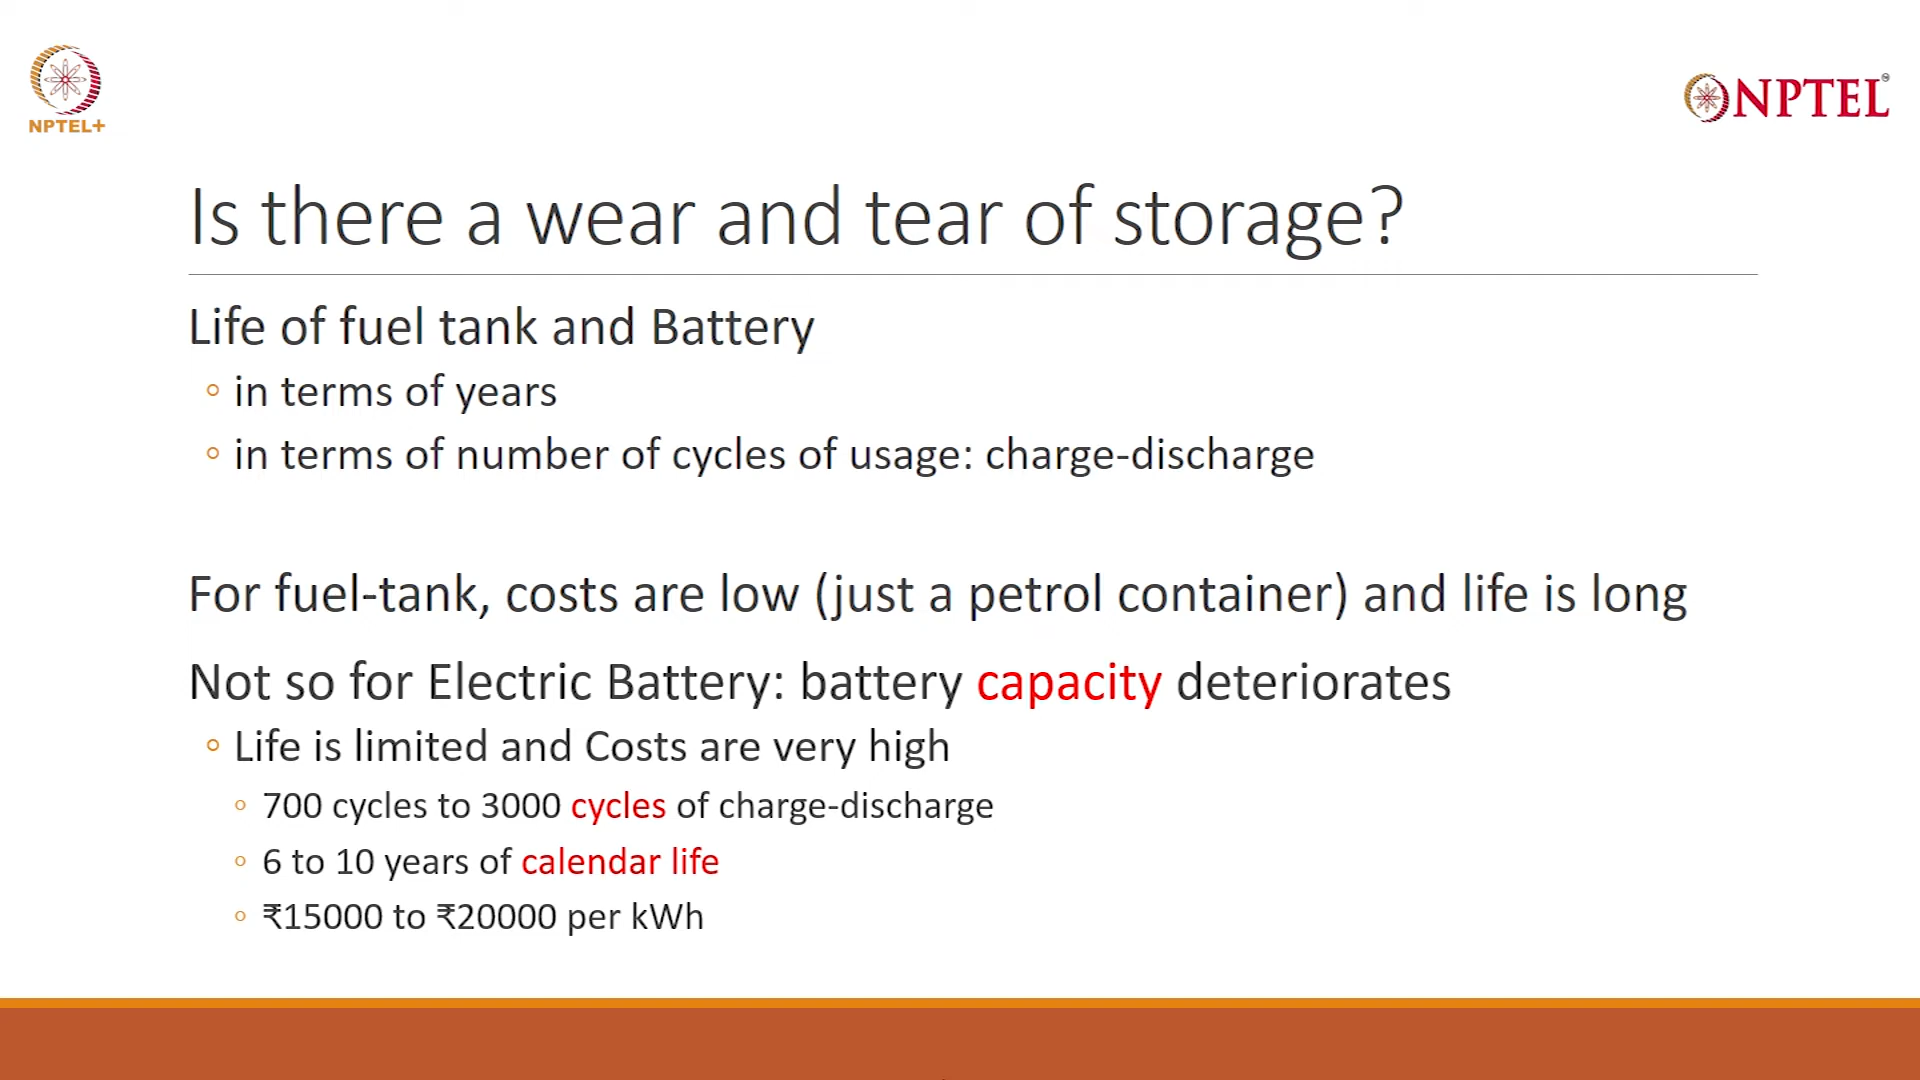 NPTEL+
NPTEL
Is there a wear and tear of storage?
Life of fuel tank and Battery
◦ in terms of years
◦ in terms of number of cycles of usage: charge-discharge
For fuel-tank, costs are low (just a petrol container) and life is long
Not so for Electric Battery: battery capacity deteriorates
◦ Life is limited and Costs are very high
◦ 700 cycles to 3000 cycles of charge-discharge
◦ 6 to 10 years of calendar life
◦ ₹15000 to ₹20000 per kWh